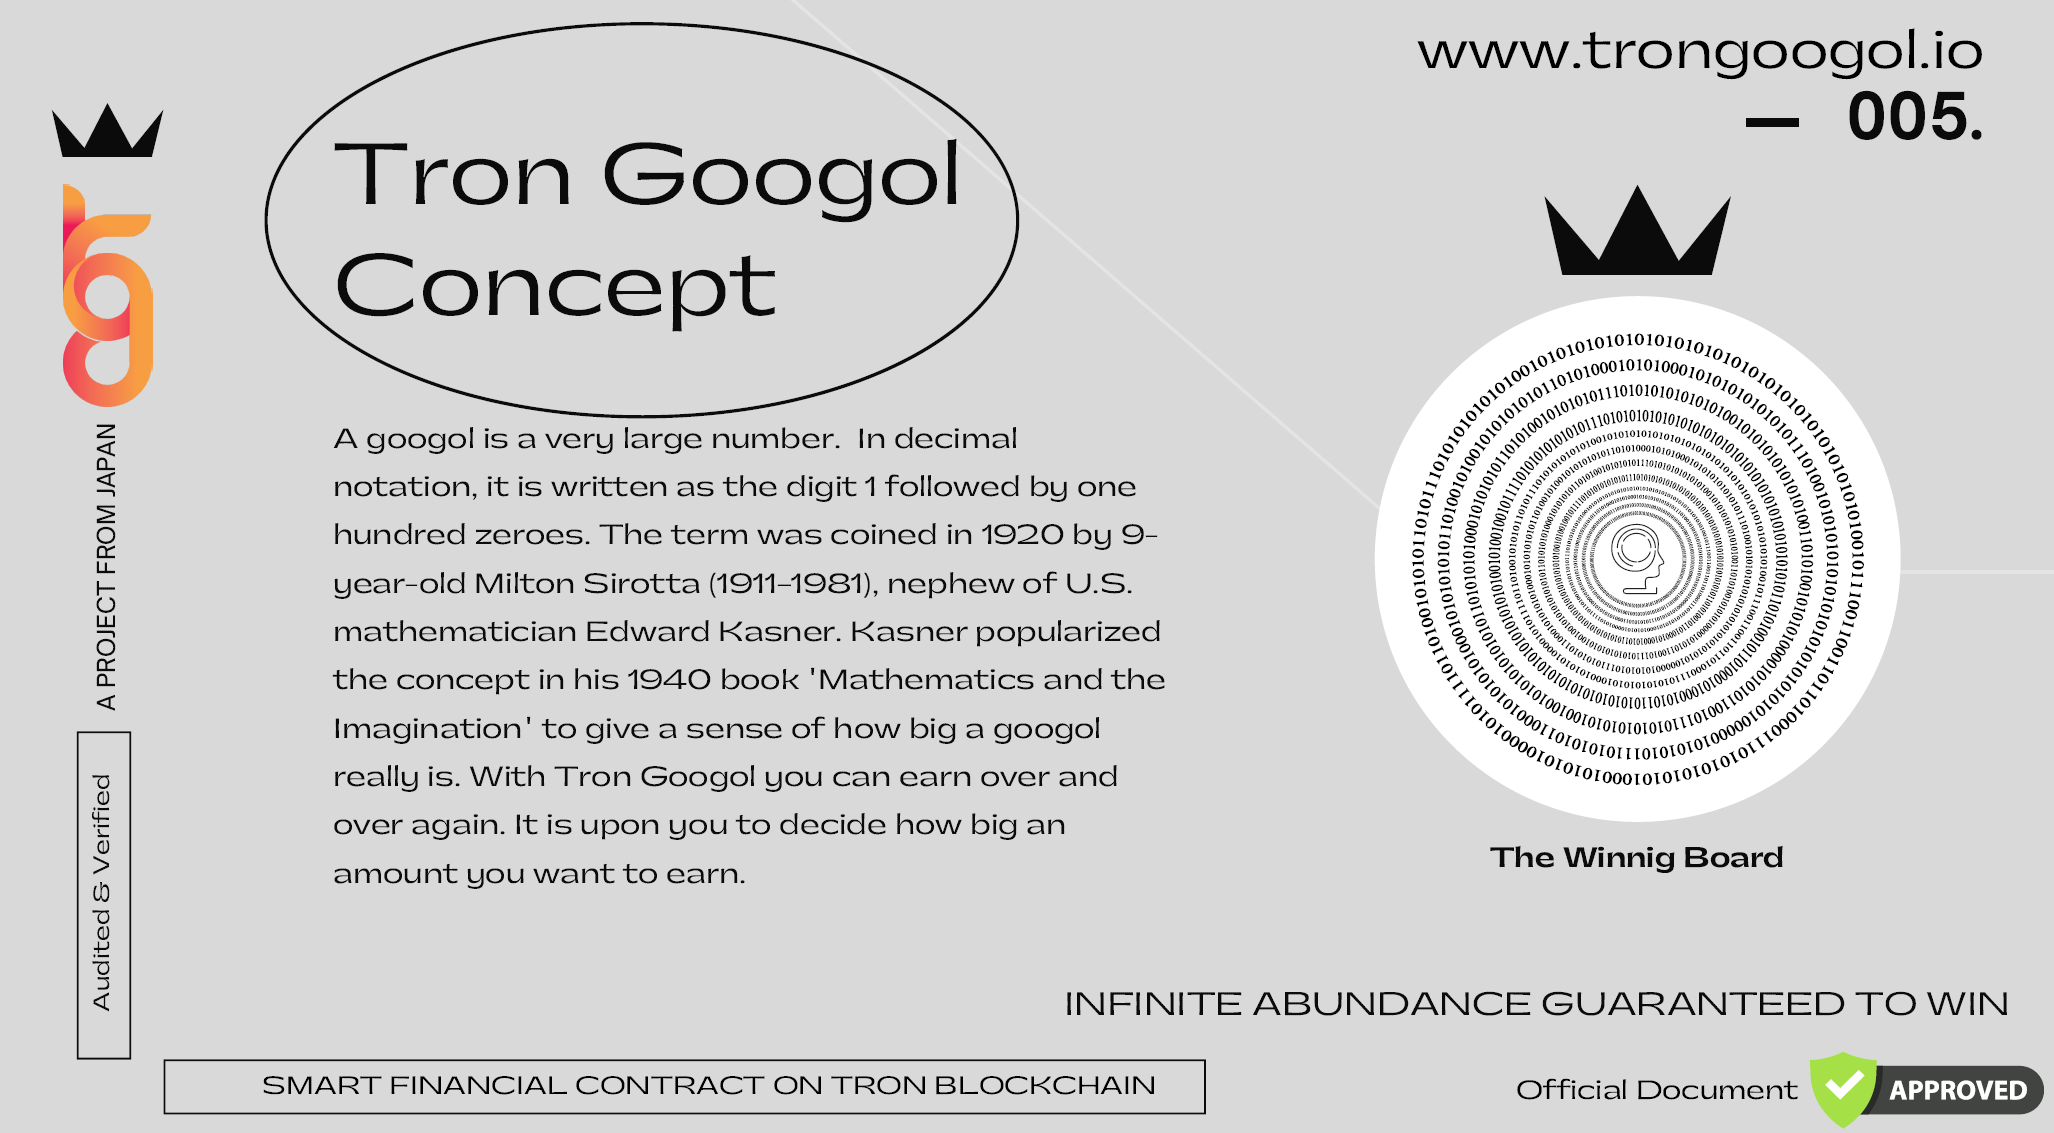 www.trongoogol.io
— 005.
Tron Googol
Concept
A googol is a very large number.  In decimal
notation, it is written as the digit 1 followed by one
hundred zeroes. The term was coined in 1920 by 9-
year-old Milton Sirotta (1911-1981), nephew of U.S.
mathematician Edward Kasner. Kasner popularized
the concept in his 1940 book 'Mathematics and the
Imagination' to give a sense of how big a googol
really is. With Tron Googol you can earn over and
over again. It is upon you to decide how big an
amount you want to earn.
A PROJECT FROM JAPAN
Audited & Verified
The Winnig Board
INFINITE ABUNDANCE GUARANTEED TO WIN
SMART FINANCIAL CONTRACT ON TRON BLOCKCHAIN
Official Document
APPROVED